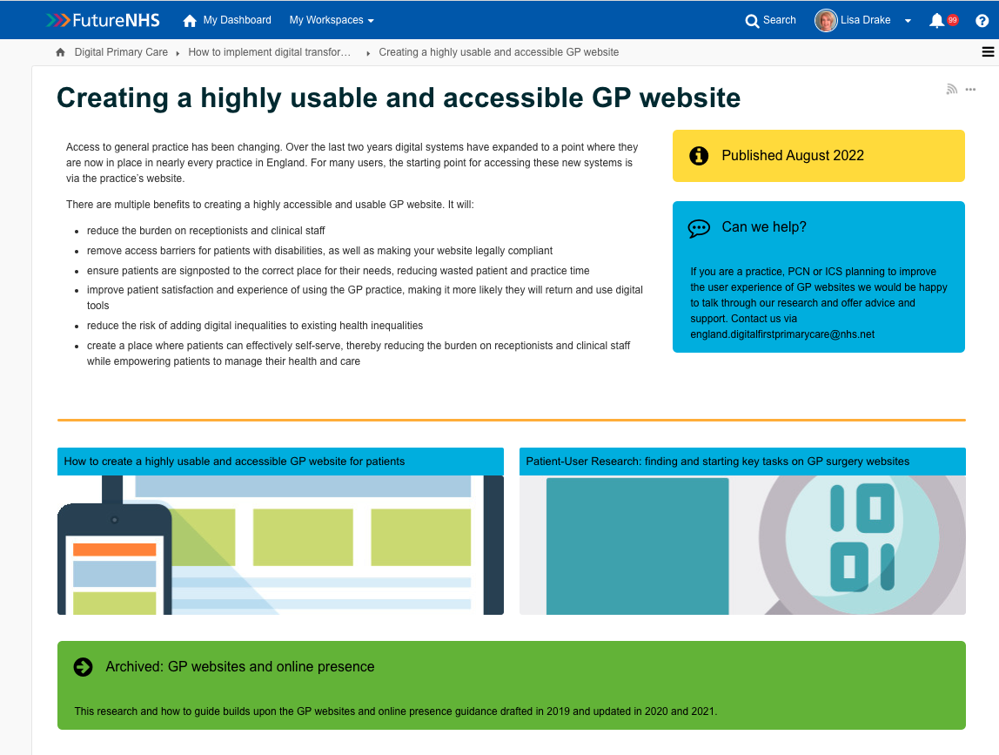 FutureNHS My Dashboard My Workspaces Search Lisa Drake 99 ?
Digital Primary Care How to implement digital transfor… Creating a highly usable and accessible GP website
Creating a highly usable and accessible GP website
Access to general practice has been changing. Over the last two years digital systems have expanded to a point where they
are now in place in nearly every practice in England. For many users, the starting point for accessing these new systems is
via the practice's website.
There are multiple benefits to creating a highly accessible and usable GP website. It will:
reduce the burden on receptionists and clinical staff
remove access barriers for patients with disabilities, as well as making your website legally compliant
ensure patients are signposted to the correct place for their needs, reducing wasted patient and practice time
improve patient satisfaction and experience of using the GP practice, making it more likely they will return and use digital
tools
reduce the risk of adding digital inequalities to existing health inequalities
create a place where patients can effectively self-serve, thereby reducing the burden on receptionists and clinical staff
while empowering patients to manage their health and care
Published August 2022
Can we help?
If you are a practice, PCN or ICS planning to improve
the user experience of GP websites we would be happy
to talk through our research and offer advice and
support. Contact us via
england.digitalfirstprimarycare@nhs.net
How to create a highly usable and accessible GP website for patients
Patient-User Research: finding and starting key tasks on GP surgery websites
10
01
Archived: GP websites and online presence
This research and how to guide builds upon the GP websites and online presence guidance drafted in 2019 and updated in 2020 and 2021.